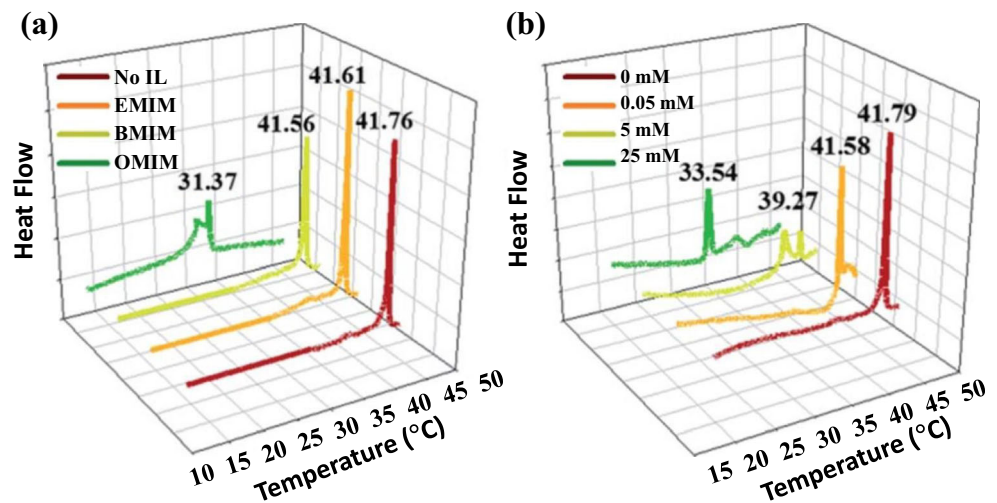 (a)
No IL
EMIM
BMIM
OMIM
41.61
41.56
41.76
31.37
Heat Flow
10 15 20 25 30 35 40 45 50
Temperature (°C)
(b)
0 mM
0.05 mM
5 mM
25 mM
41.79
41.58
33.54
39.27
Heat Flow
15 20 25 30 35 40 45 50
Temperature (°C)